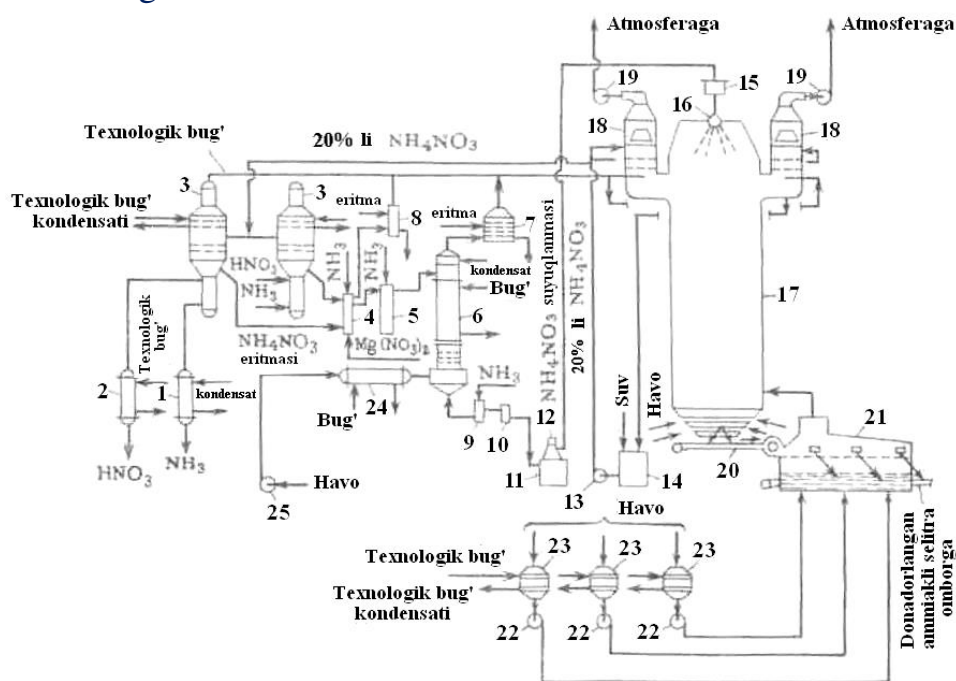 Atmosferaga
Atmosferaga
19
19
15
16
18
18
Texnologik bug'
20% li NH₄NO₃
3
3
Texnologik bug'
kondensati
eritma
8
eritma
7
HNO₃
NH₃
NH₃
NH₃
kondensat
Bug'
4
5
6
17
Texnologik
bug'
NH₄NO₃
eritmasi
Mg(NO₃)₂
NH₄NO₃ suyuqlanmasi
20% li NH₄NO₃
Suv
Havo
2
1
kondensat
24
Bug'
NH₃
9
10
12
11
13
14
20
21
HNO₃
NH₃
Havo
25
Havo
Texnologik bug'
23
23
23
Texnologik bug'
kondensati
22
22
22
Donadorlangan
ammiakli selitra
omborga